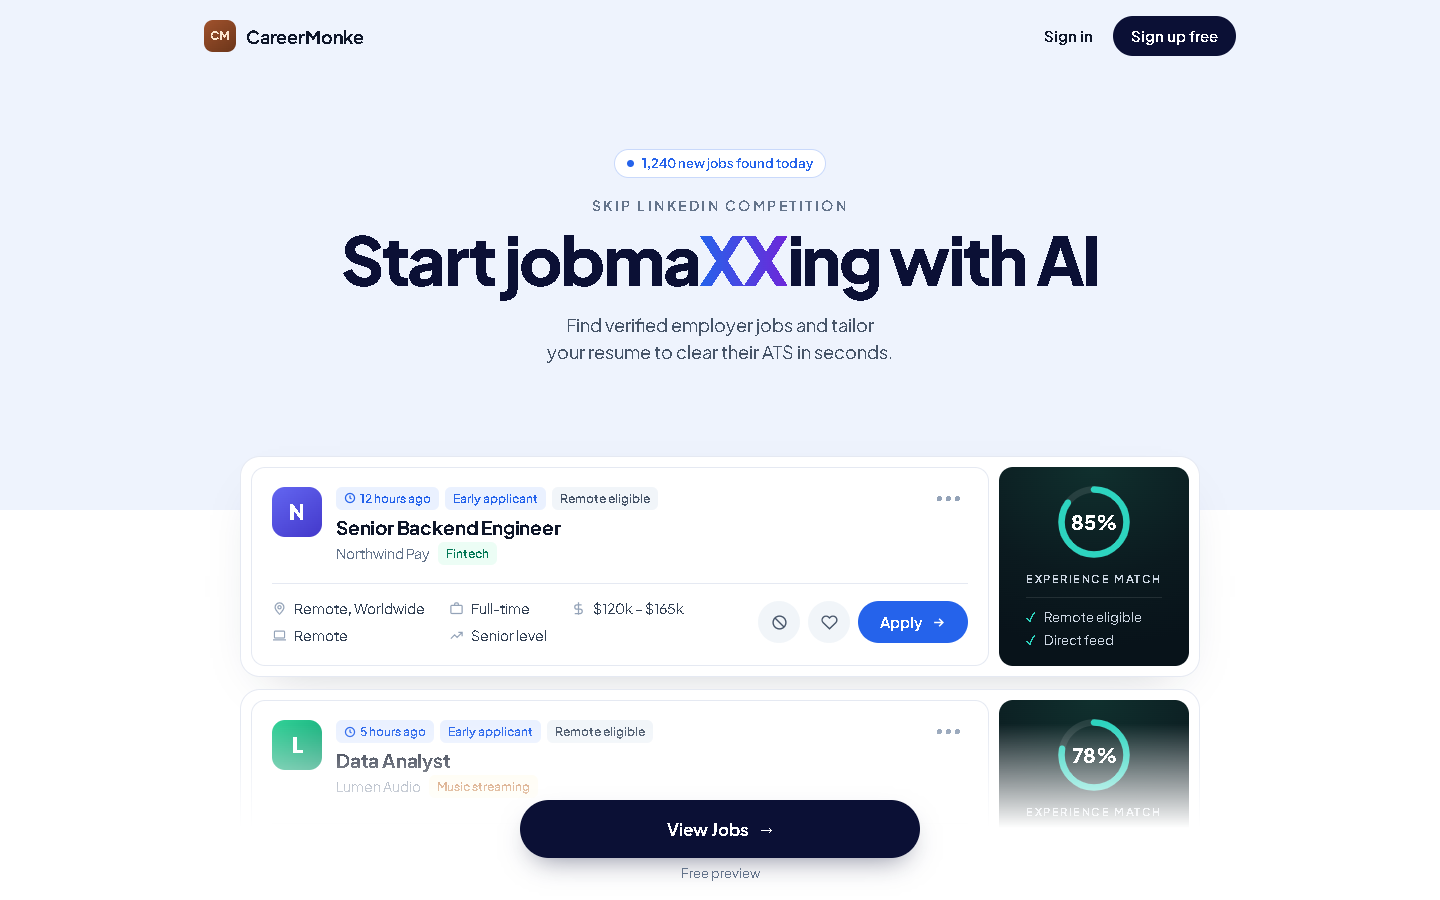 CM CareerMonke Sign in Sign up free
1,240 new jobs found today
SKIP LINKEDIN COMPETITION
Start jobmaXXing with AI
Find verified employer jobs and tailor
your resume to clear their ATS in seconds.
N
12 hours ago Early applicant Remote eligible
Senior Backend Engineer
Northwind Pay Fintech
Remote, Worldwide Full-time $120k – $165k
Remote Senior level
Apply →
85%
EXPERIENCE MATCH
✓ Remote eligible
✓ Direct feed
L
5 hours ago Early applicant Remote eligible
Data Analyst
Lumen Audio Music streaming
78%
EXPERIENCE MATCH
View Jobs →
Free preview